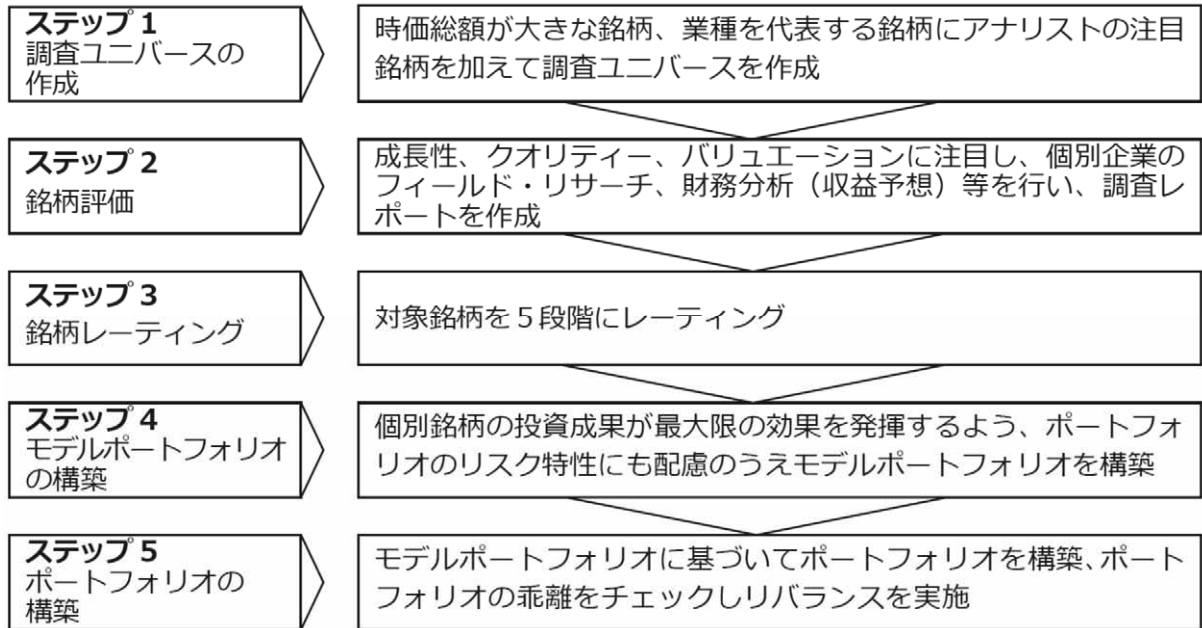 ステップ 1
調査ユニバースの
作成
時価総額が大きな銘柄、業種を代表する銘柄にアナリストの注目
銘柄を加えて調査ユニバースを作成
ステップ 2
銘柄評価
成長性、クオリティー、バリュエーションに注目し、個別企業の
フィールド・リサーチ、財務分析（収益予想）等を行い、調査レ
ポートを作成
ステップ 3
銘柄レーティング
対象銘柄を５段階にレーティング
ステップ 4
モデルポートフォリオ
の構築
個別銘柄の投資成果が最大限の効果を発揮するよう、ポートフォ
リオのリスク特性にも配慮のうえモデルポートフォリオを構築
ステップ 5
ポートフォリオの
構築
モデルポートフォリオに基づいてポートフォリオを構築、ポート
フォリオの乖離をチェックしリバランスを実施